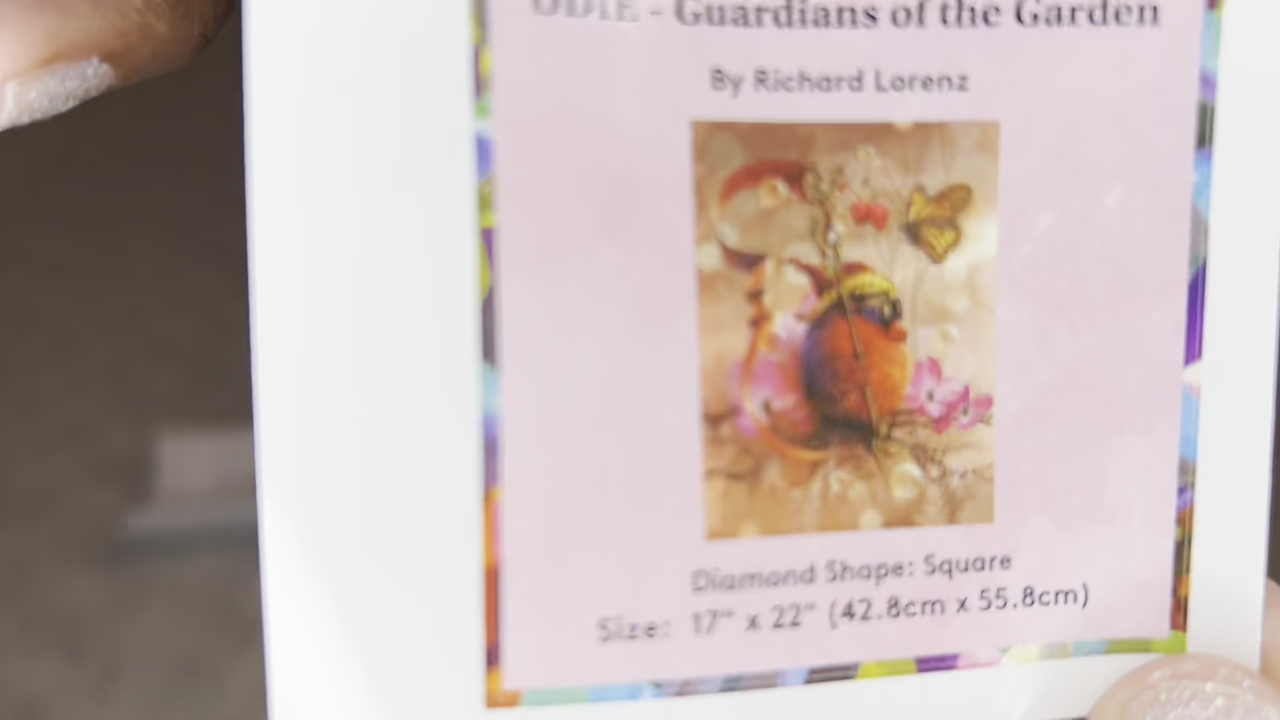 ODIE - Guardians of the Garden
By Richard Lorenz
Diamond Shape: Square
Size: 17" x 22" (42.8cm x 55.8cm)